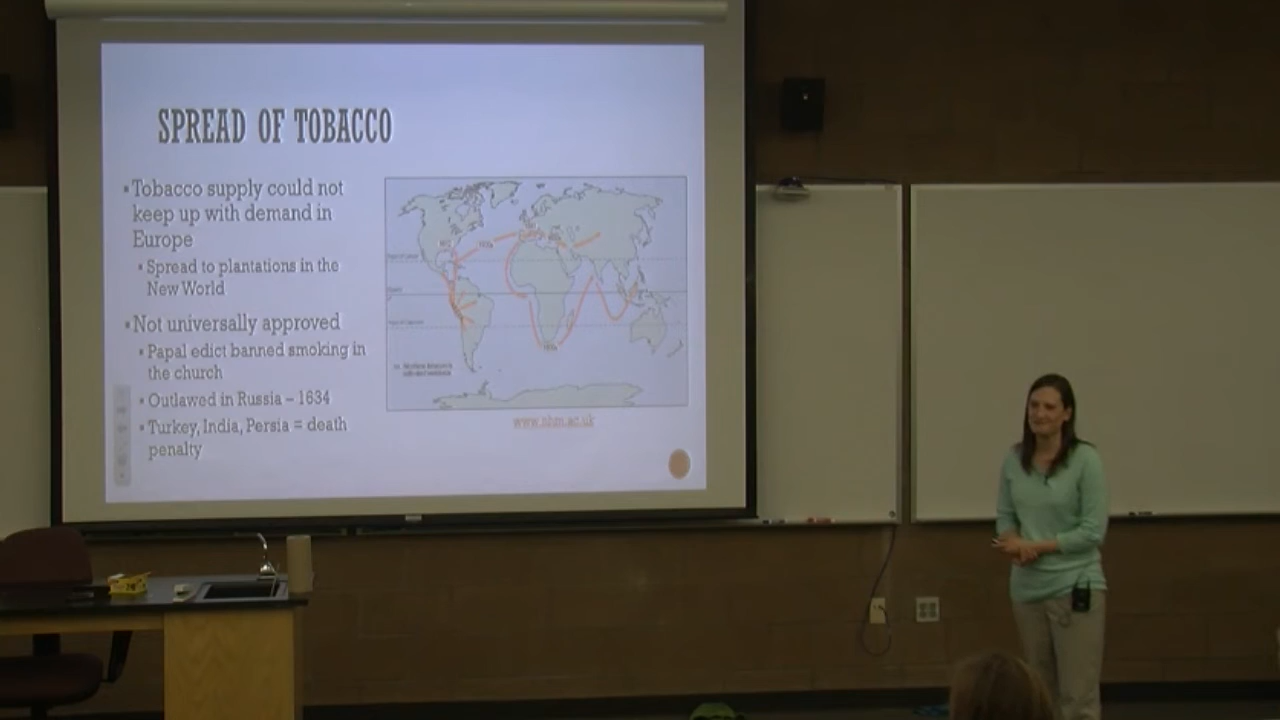 SPREAD OF TOBACCO
▪Tobacco supply could not
keep up with demand in
Europe
▪Spread to plantations in the
New World
▪Not universally approved
▪Papal edict banned smoking in
the church
▪Outlawed in Russia – 1634
▪Turkey, India, Persia = death
penalty
www.nhm.ac.uk